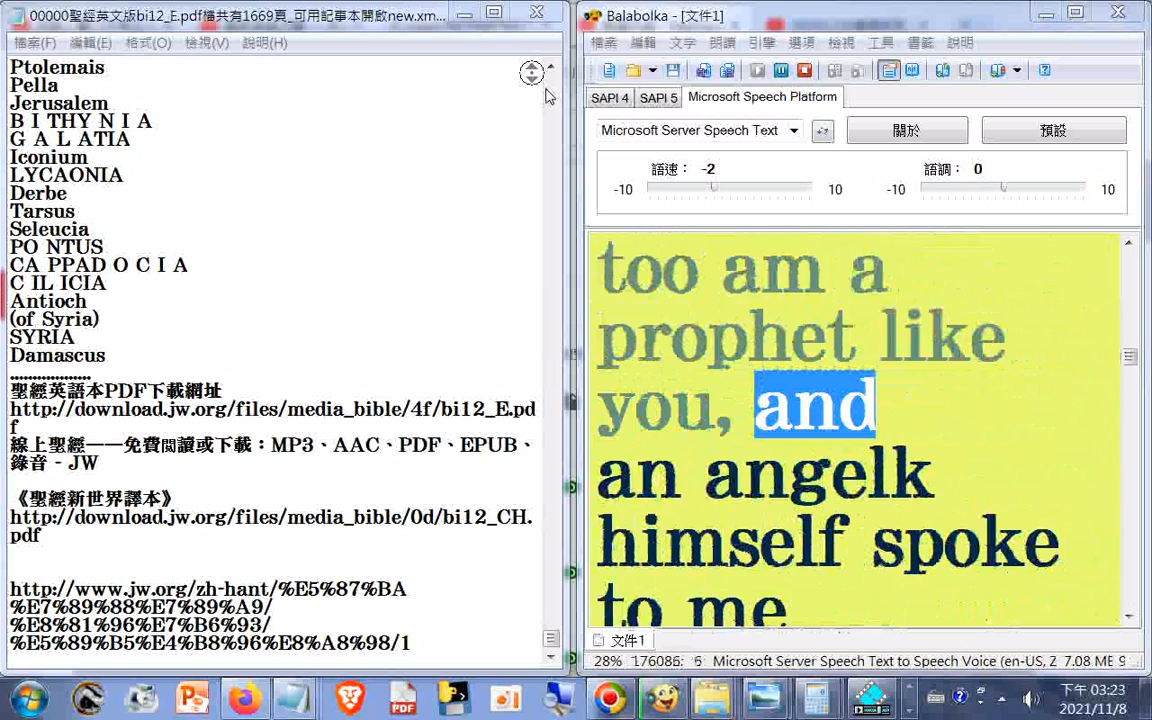 00000聖經英文版bi12_E.pdf檔共有1669頁_可用記事本開啟new.xm...
檔案(F) 編輯(E) 格式(O) 檢視(V) 說明(H)
Ptolemais
Pella
Jerusalem
B I THY N I A
G A L ATIA
Iconium
LYCAONIA
Derbe
Tarsus
Seleucia
PO NTUS
CA PPAD O C I A
C IL ICIA
Antioch
(of Syria)
SYRIA
Damascus
..................
聖經英語本PDF下載網址
http://download.jw.org/files/media_bible/4f/bi12_E.pd
f
線上聖經——免費閱讀或下載：MP3、AAC、PDF、EPUB、
錄音 - JW
《聖經新世界譯本》
http://download.jw.org/files/media_bible/0d/bi12_CH.
pdf
http://www.jw.org/zh-hant/%E5%87%BA
%E7%89%88%E7%89%A9/
%E8%81%96%E7%B6%93/
%E5%89%B5%E4%B8%96%E8%A8%98/1
Balabolka - [文件1]
檔案 編輯 文字 朗讀 引擎 選項 檢視 工具 書籤 說明
SAPI 4 SAPI 5 Microsoft Speech Platform
Microsoft Server Speech Text 關於 預設
語速： -2 語調： 0
-10 10 -10 10
too am a
prophet like
you, and
an angelk
himself spoke
to me
文件1
28% 176086: 6 Microsoft Server Speech Text to Speech Voice (en-US, Z 7.08 MB 9
PDF
下午 03:23
2021/11/8